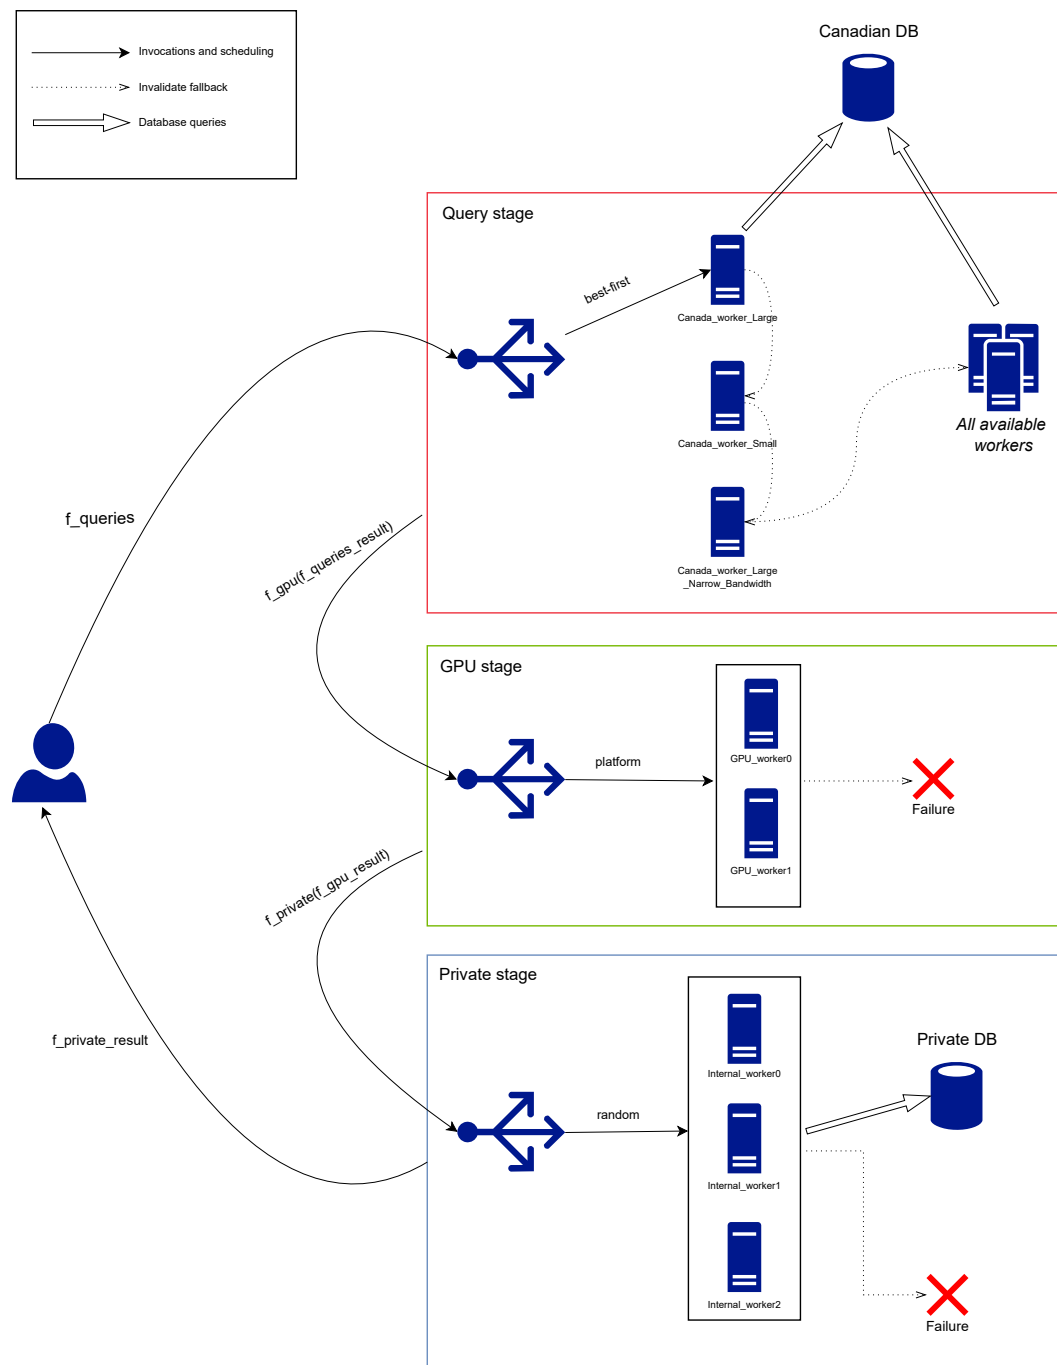 Invocations and scheduling
Invalidate fallback
Database queries
Canadian DB
Query stage
best-first
Canada_worker_Large
Canada_worker_Small
All available
workers
Canada_worker_Large
_Narrow_Bandwidth
f_queries
f_gpu(f_queries_result)
GPU stage
platform
GPU_worker0
GPU_worker1
Failure
f_private(f_gpu_result)
Private stage
f_private_result
random
Internal_worker0
Internal_worker1
Internal_worker2
Private DB
Failure